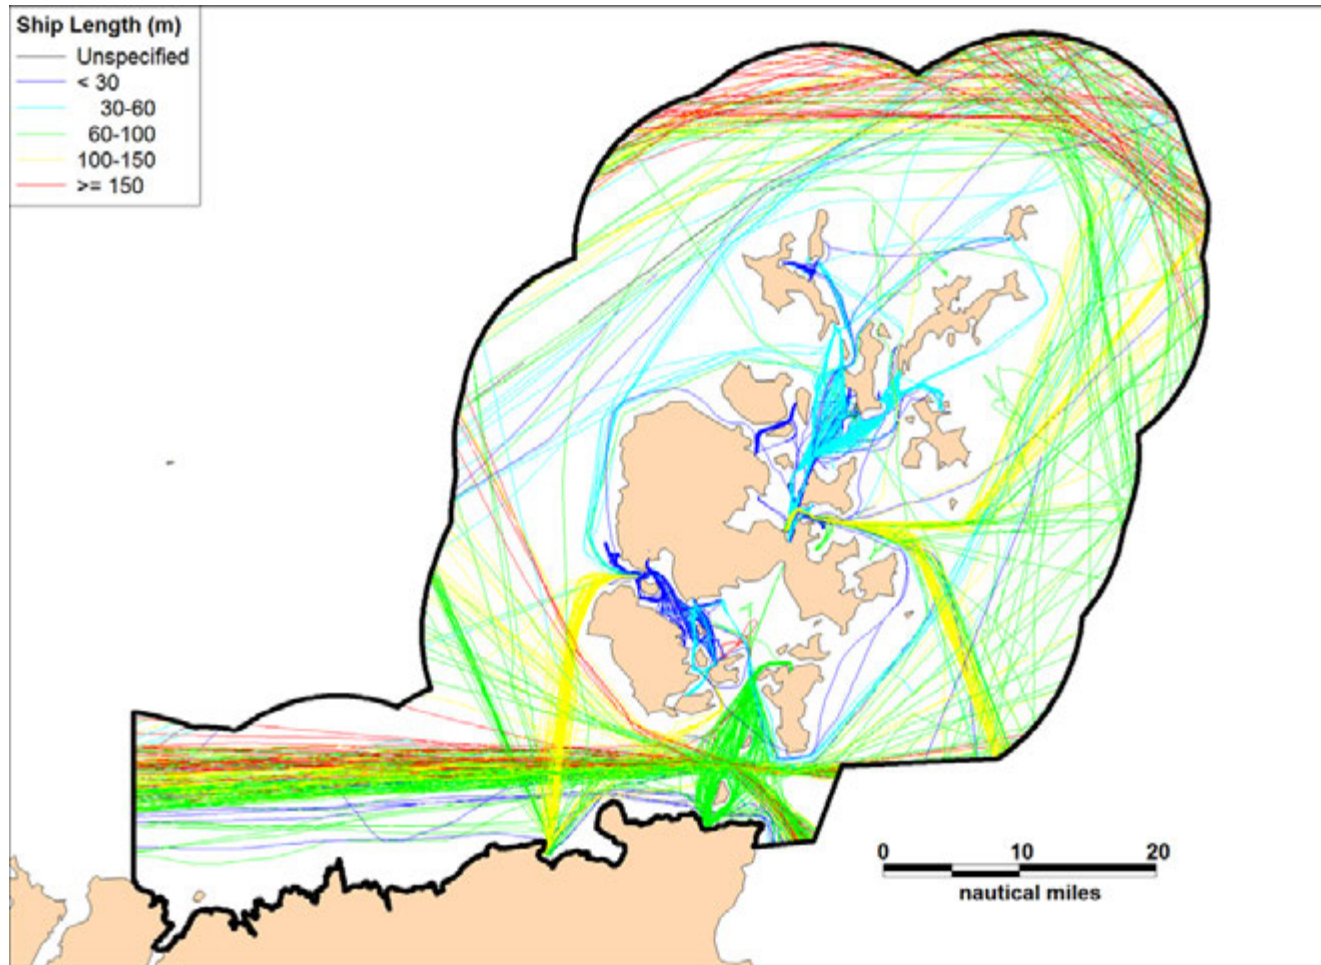 Ship Length (m)
Unspecified
< 30
30-60
60-100
100-150
>= 150
0 10 20
nautical miles